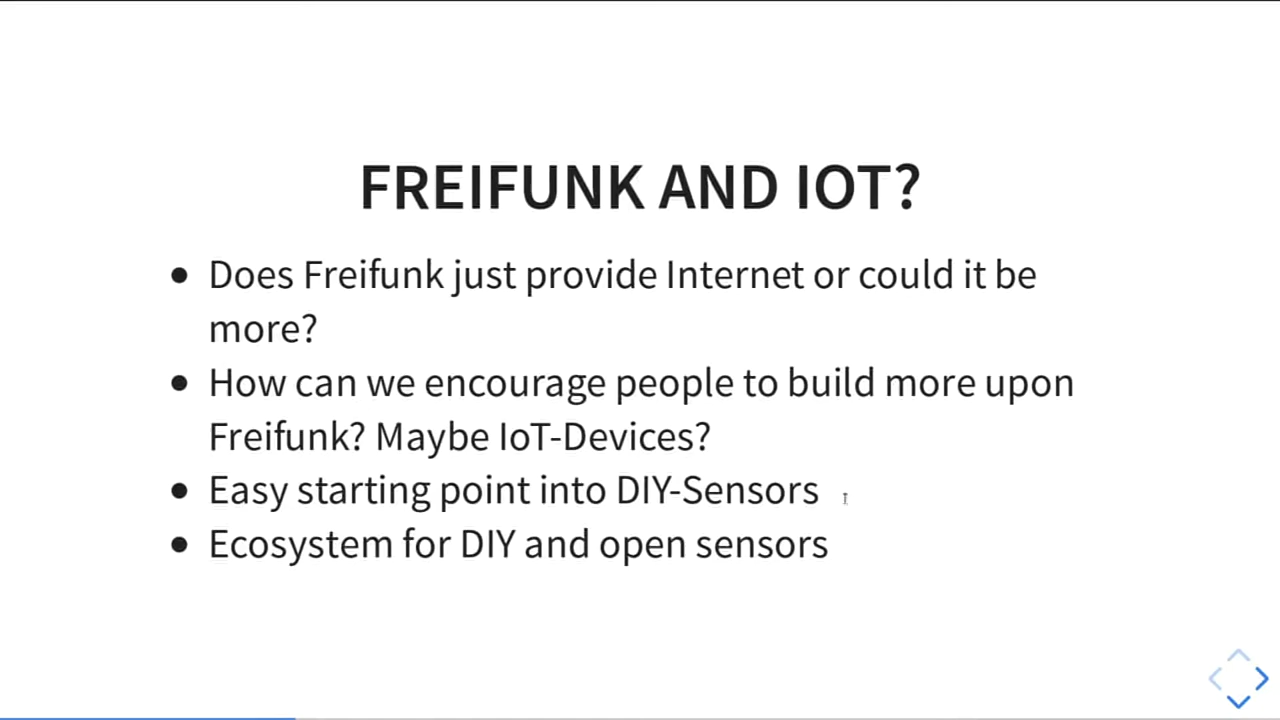 FREIFUNK AND IOT?
• Does Freifunk just provide Internet or could it be
more?
• How can we encourage people to build more upon
Freifunk? Maybe IoT-Devices?
• Easy starting point into DIY-Sensors
• Ecosystem for DIY and open sensors